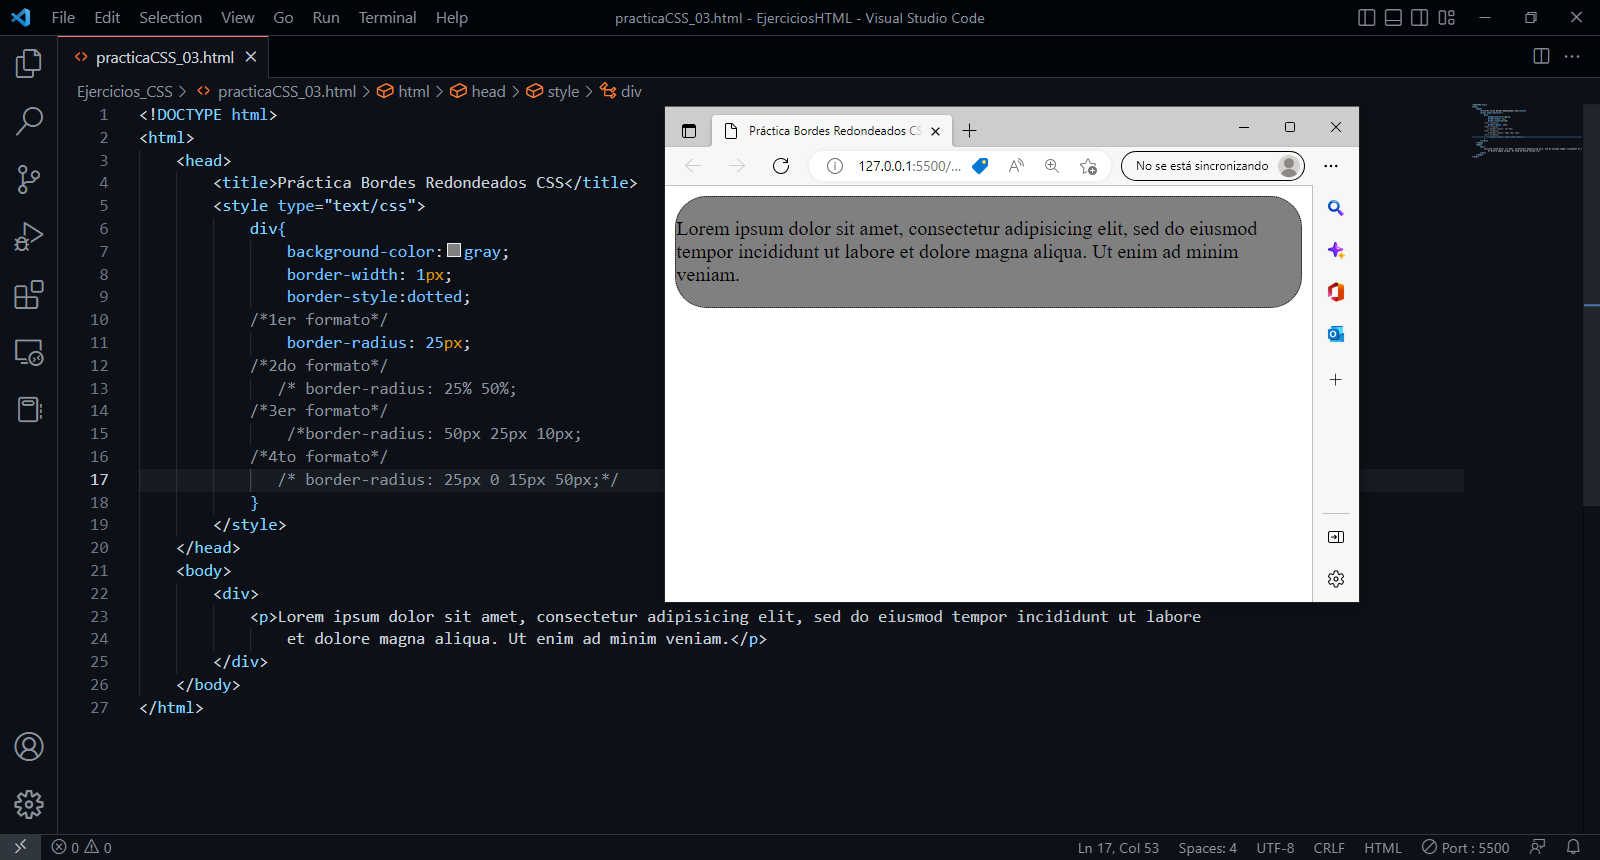 File Edit Selection View Go Run Terminal Help
practicaCSS_03.html - EjerciciosHTML - Visual Studio Code
practicaCSS_03.html
Ejercicios_CSS > practicaCSS_03.html > html > head > style > div
1 <!DOCTYPE html>
2 <html>
3 <head>
4 <title>Práctica Bordes Redondeados CSS</title>
5 <style type="text/css">
6 div{
7 background-color: gray;
8 border-width: 1px;
9 border-style:dotted;
10 /*1er formato*/
11 border-radius: 25px;
12 /*2do formato*/
13 /* border-radius: 25% 50%;
14 /*3er formato*/
15 /*border-radius: 50px 25px 10px;
16 /*4to formato*/
17 /* border-radius: 25px 0 15px 50px;*/
18 }
19 </style>
20 </head>
21 <body>
22 <div>
23 <p>Lorem ipsum dolor sit amet, consectetur adipisicing elit, sed do eiusmod tempor incididunt ut labore
24 et dolore magna aliqua. Ut enim ad minim veniam.</p>
25 </div>
26 </body>
27 </html>
Práctica Bordes Redondeados CS
127.0.0.1:5500/...
No se está sincronizando
Lorem ipsum dolor sit amet, consectetur adipisicing elit, sed do eiusmod
tempor incididunt ut labore et dolore magna aliqua. Ut enim ad minim
veniam.
0 0
Ln 17, Col 53 Spaces: 4 UTF-8 CRLF HTML Port : 5500